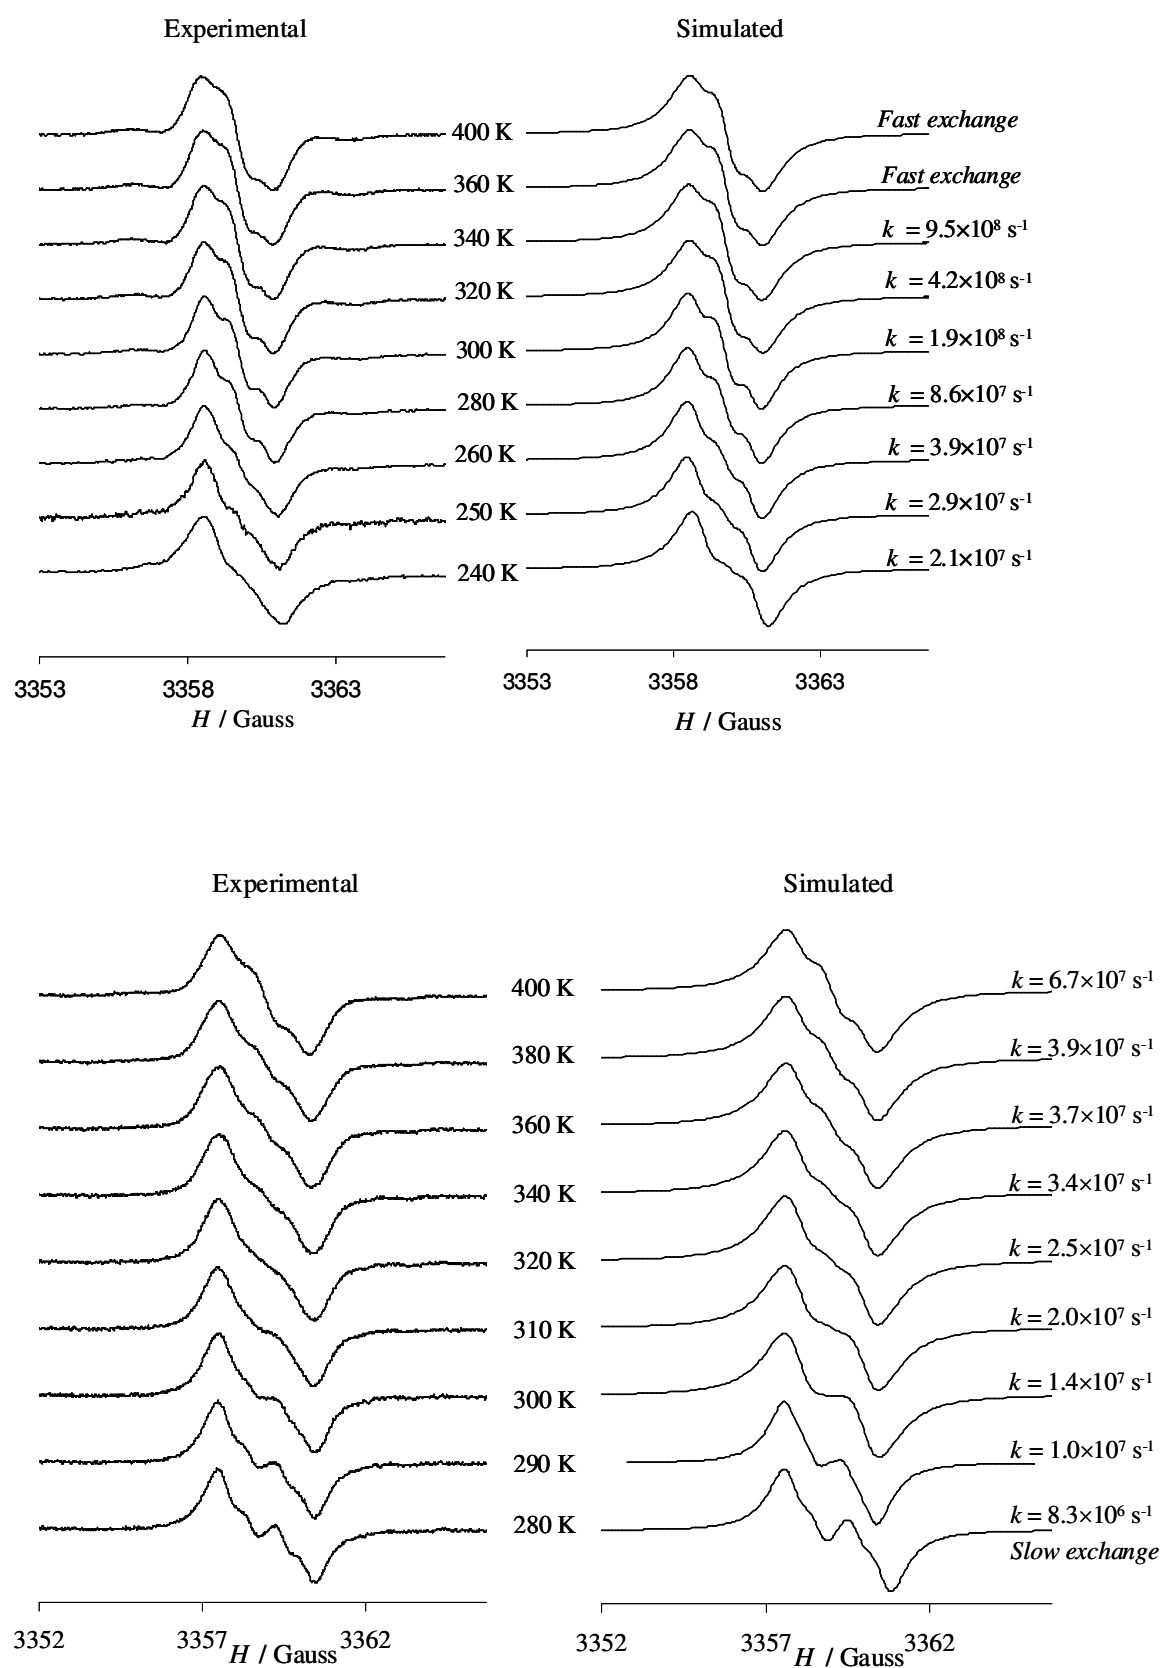 Experimental Simulated
400 K Fast exchange
360 K Fast exchange
340 K k = 9.5×10⁸ s⁻¹
320 K k = 4.2×10⁸ s⁻¹
300 K k = 1.9×10⁸ s⁻¹
280 K k = 8.6×10⁷ s⁻¹
260 K k = 3.9×10⁷ s⁻¹
250 K k = 2.9×10⁷ s⁻¹
240 K k = 2.1×10⁷ s⁻¹
3353 3358 3363 3353 3358 3363
H / Gauss H / Gauss
Experimental Simulated
400 K k = 6.7×10⁷ s⁻¹
380 K k = 3.9×10⁷ s⁻¹
360 K k = 3.7×10⁷ s⁻¹
340 K k = 3.4×10⁷ s⁻¹
320 K k = 2.5×10⁷ s⁻¹
310 K k = 2.0×10⁷ s⁻¹
300 K k = 1.4×10⁷ s⁻¹
290 K k = 1.0×10⁷ s⁻¹
280 K k = 8.3×10⁶ s⁻¹
Slow exchange
3352 3357 3362 3352 3357 3362
H / Gauss H / Gauss